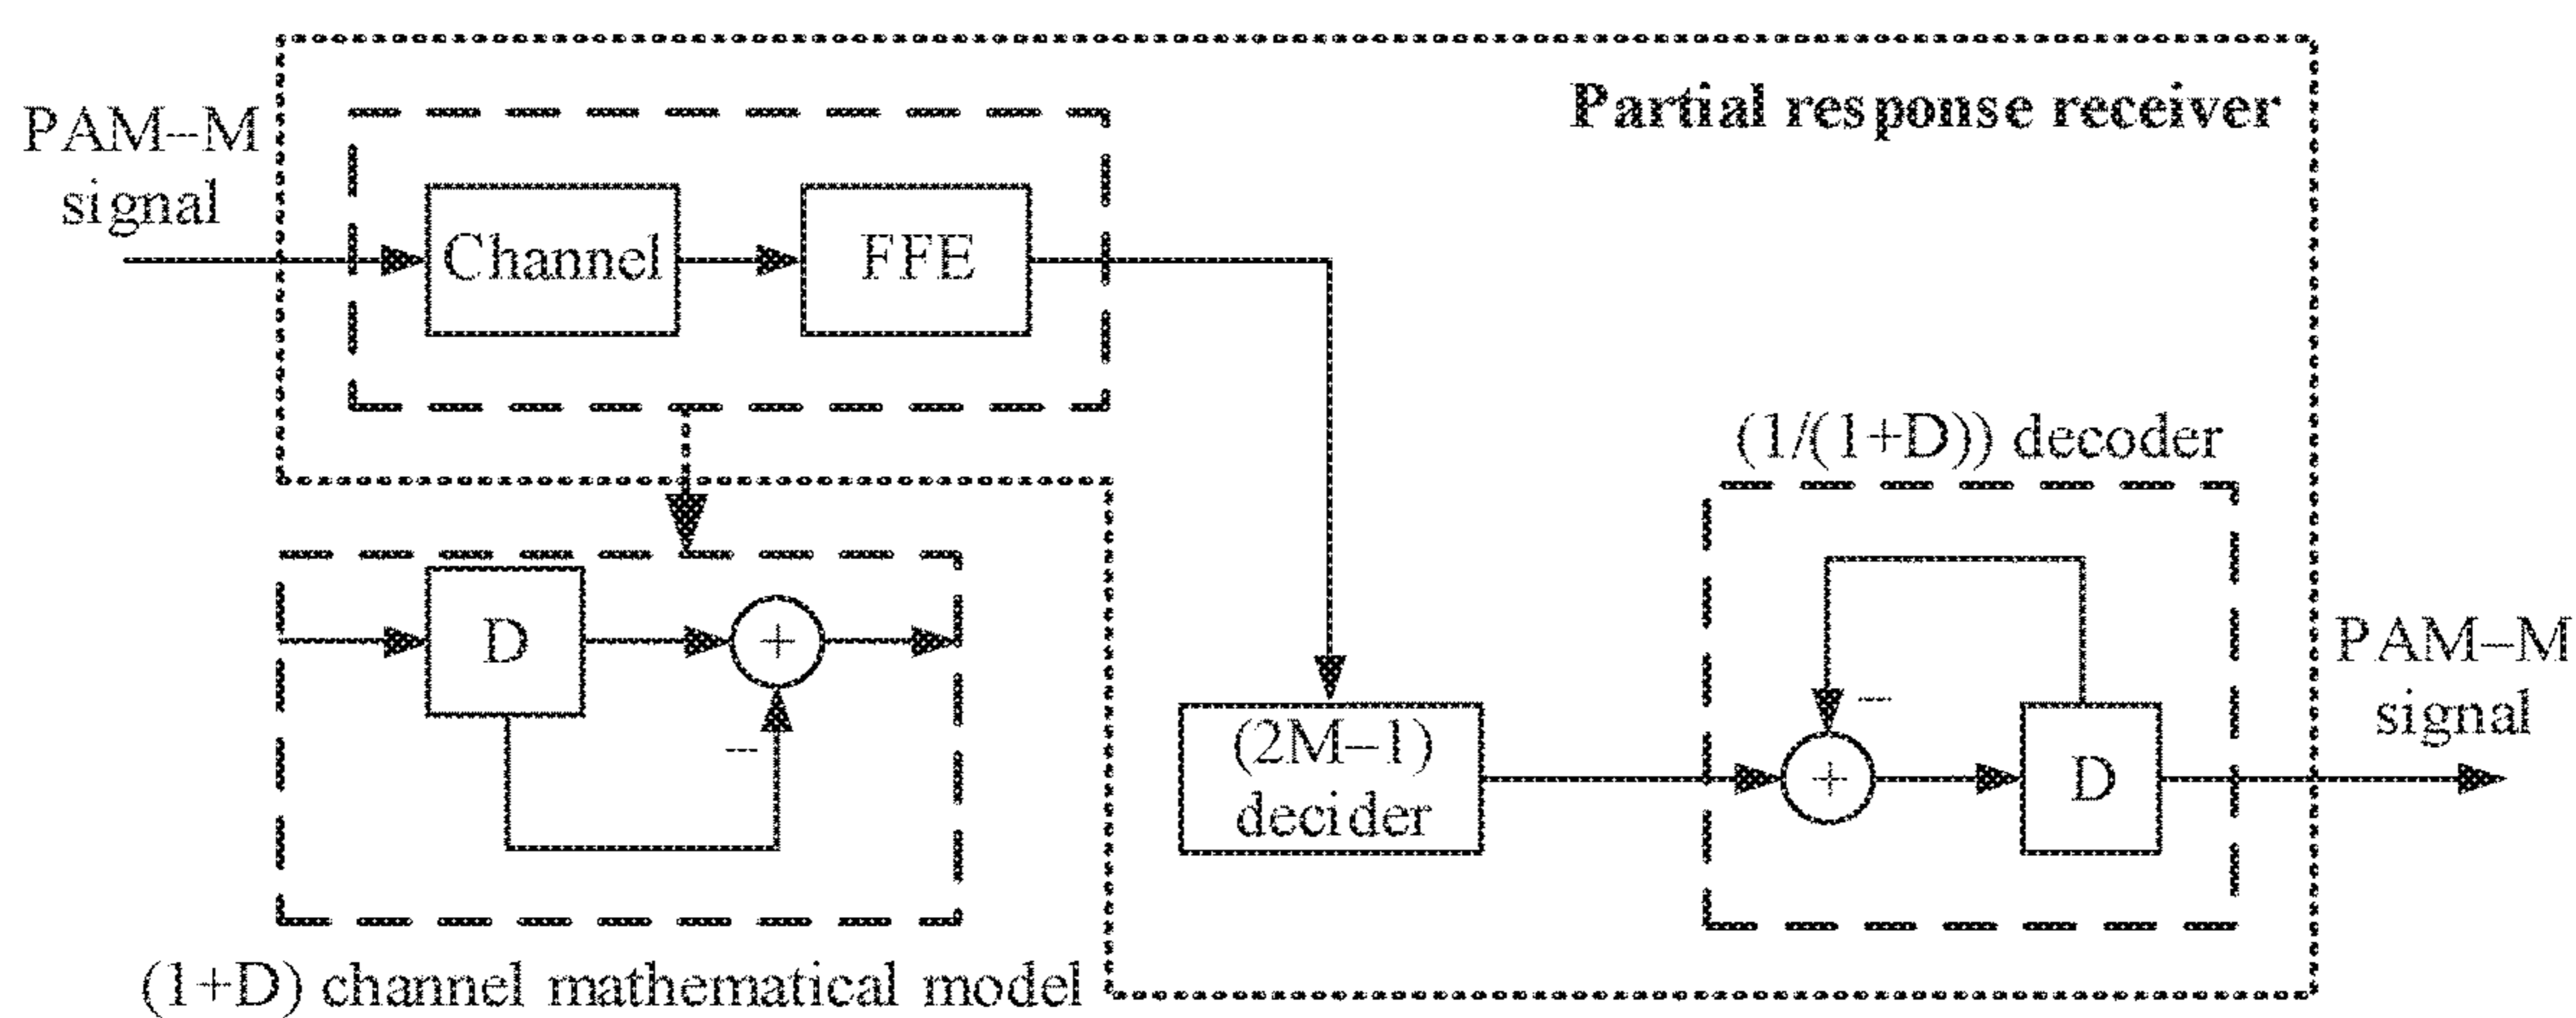 Partial response receiver
PAM--M
signal
Channel
FFE
(1/(1+D)) decoder
D
+
--
(2M–1)
decider
--
+
D
PAM–M
signal
(1+D) channel mathematical model